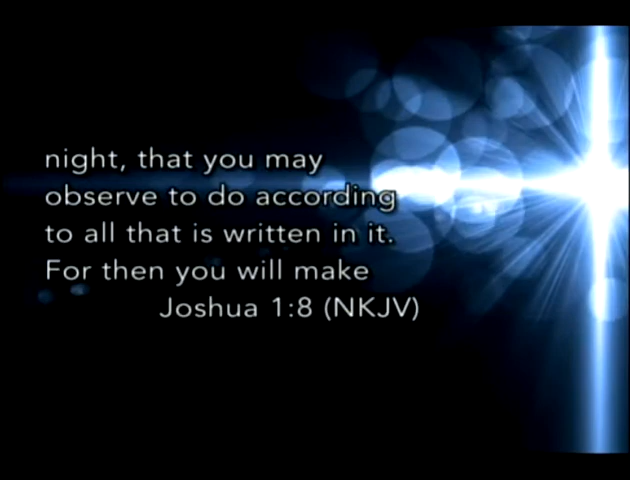 night, that you may
observe to do according
to all that is written in it.
For then you will make
Joshua 1:8 (NKJV)